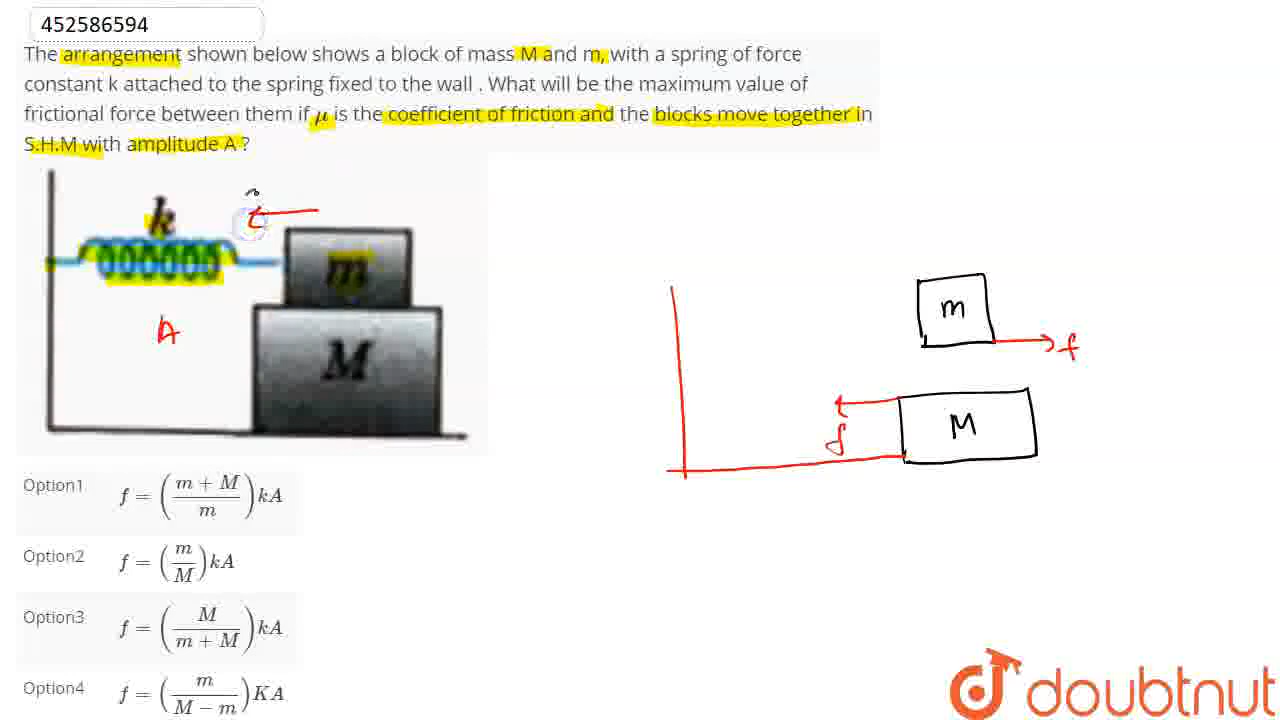 452586594
The arrangement shown below shows a block of mass M and m, with a spring of force
constant k attached to the spring fixed to the wall . What will be the maximum value of
frictional force between them if μ is the coefficient of friction and the blocks move together in
S.H.M with amplitude A ?
k
m
A
M
m
f
M
f
Option1 f = ( (m + M) / m ) kA
Option2 f = ( m / M ) kA
Option3 f = ( M / (m + M) ) kA
Option4 f = ( m / (M − m) ) KA
doubtnut